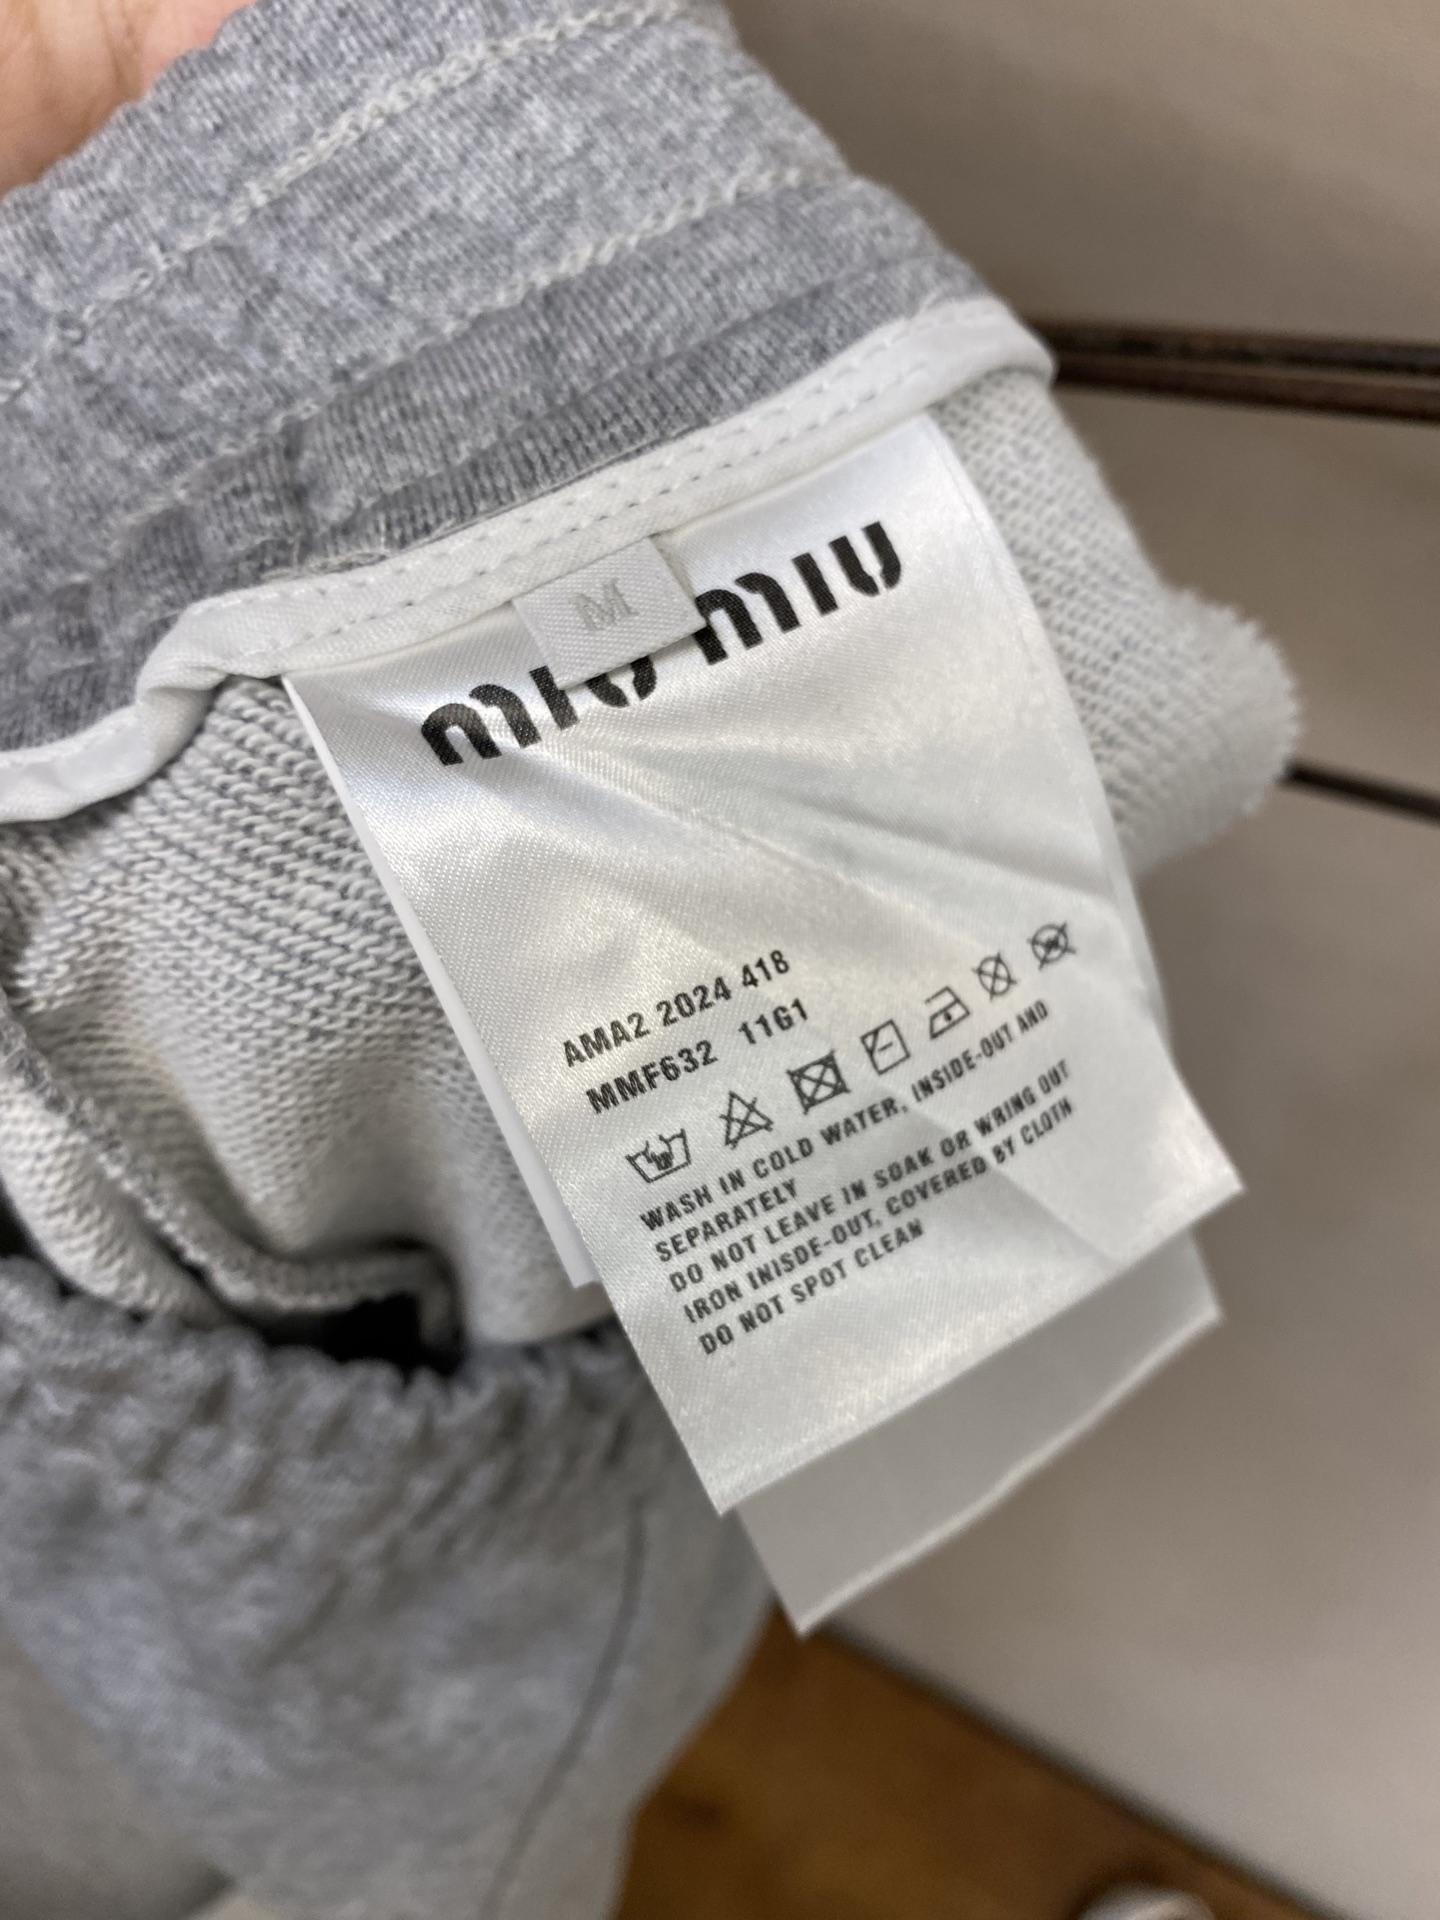 M
miu miu
AMA2 2024 418
MMF632 11G1
WASH IN COLD WATER, INSIDE-OUT AND
SEPARATELY
DO NOT LEAVE IN SOAK OR WRING OUT
IRON INISDE-OUT, COVERED BY CLOTH
DO NOT SPOT CLEAN